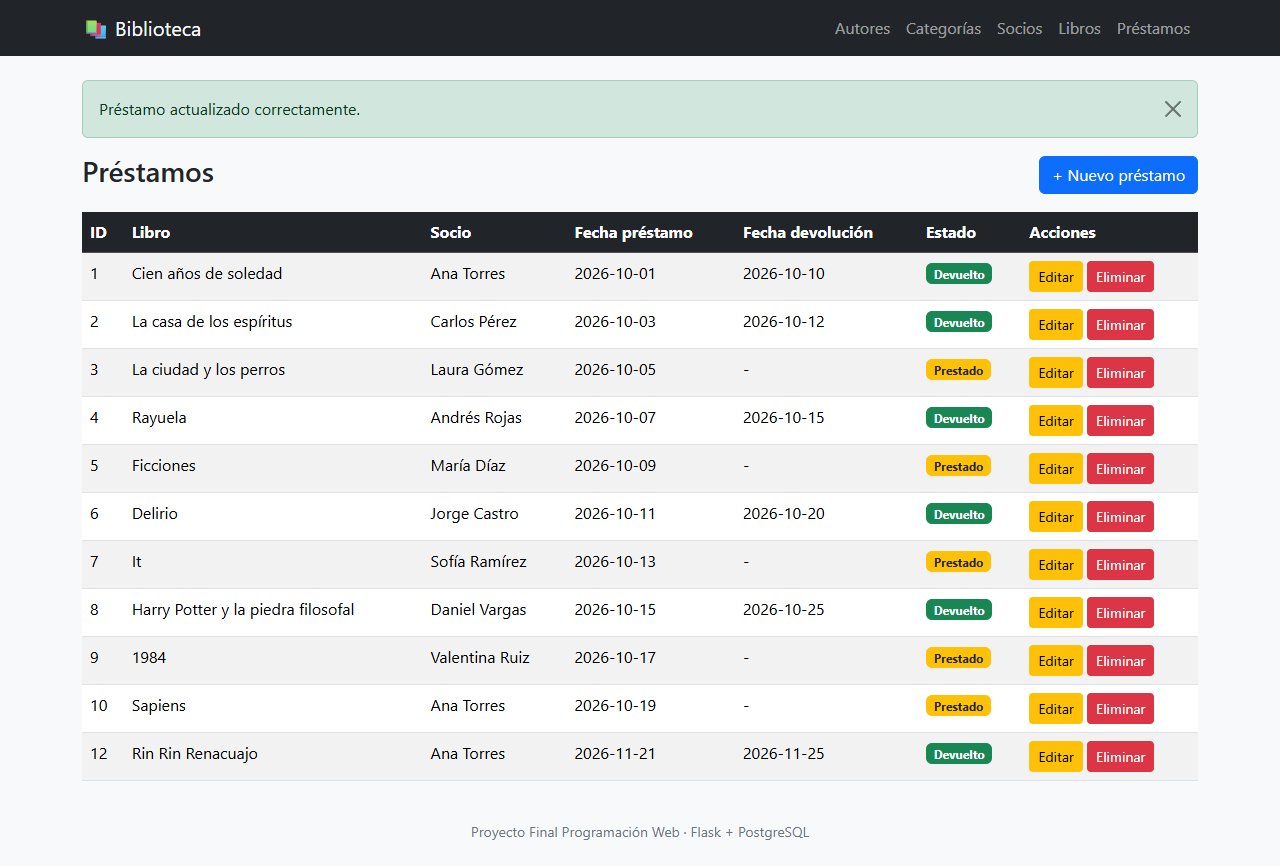 Biblioteca Autores Categorías Socios Libros Préstamos
Préstamo actualizado correctamente.
Préstamos + Nuevo préstamo
ID Libro Socio Fecha préstamo Fecha devolución Estado Acciones
1 Cien años de soledad Ana Torres 2026-10-01 2026-10-10 Devuelto Editar Eliminar
2 La casa de los espíritus Carlos Pérez 2026-10-03 2026-10-12 Devuelto Editar Eliminar
3 La ciudad y los perros Laura Gómez 2026-10-05 - Prestado Editar Eliminar
4 Rayuela Andrés Rojas 2026-10-07 2026-10-15 Devuelto Editar Eliminar
5 Ficciones María Díaz 2026-10-09 - Prestado Editar Eliminar
6 Delirio Jorge Castro 2026-10-11 2026-10-20 Devuelto Editar Eliminar
7 It Sofía Ramírez 2026-10-13 - Prestado Editar Eliminar
8 Harry Potter y la piedra filosofal Daniel Vargas 2026-10-15 2026-10-25 Devuelto Editar Eliminar
9 1984 Valentina Ruiz 2026-10-17 - Prestado Editar Eliminar
10 Sapiens Ana Torres 2026-10-19 - Prestado Editar Eliminar
12 Rin Rin Renacuajo Ana Torres 2026-11-21 2026-11-25 Devuelto Editar Eliminar
Proyecto Final Programación Web · Flask + PostgreSQL